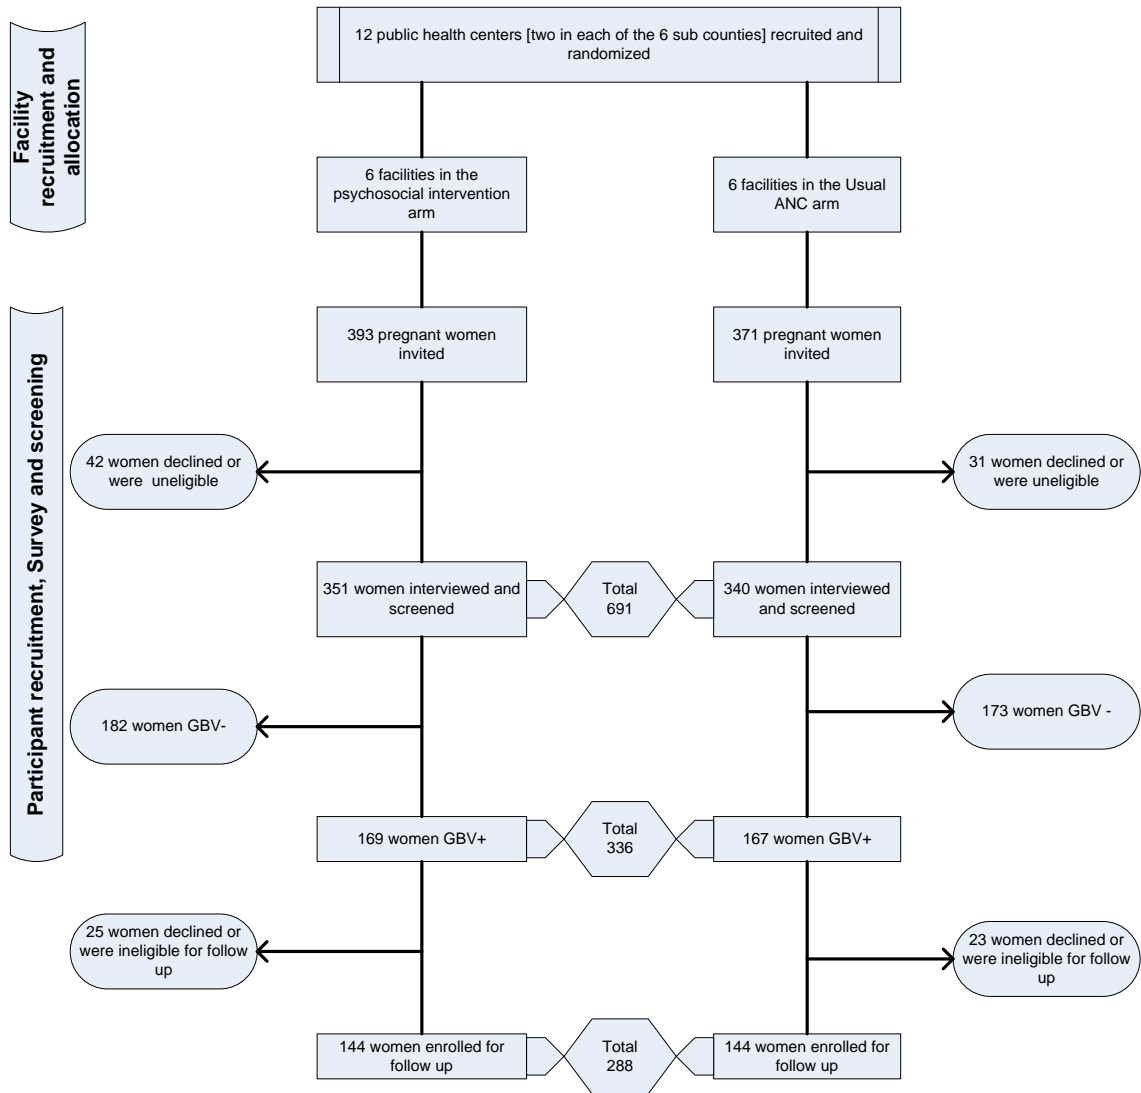 Facility
recruitment and
allocation
12 public health centers [two in each of the 6 sub counties] recruited and
randomized
6 facilities in the
psychosocial intervention
arm
6 facilities in the Usual
ANC arm
Participant recruitment, Survey and screening
393 pregnant women
invited
371 pregnant women
invited
42 women declined or
were  uneligible
31 women declined or
were uneligible
351 women interviewed and
screened
Total
691
340 women interviewed
and screened
182 women GBV-
173 women GBV -
169 women GBV+
Total
336
167 women GBV+
25 women declined or
were ineligible for follow
up
23 women declined or
were ineligible for follow
up
144 women enrolled for
follow up
Total
288
144 women enrolled for
follow up